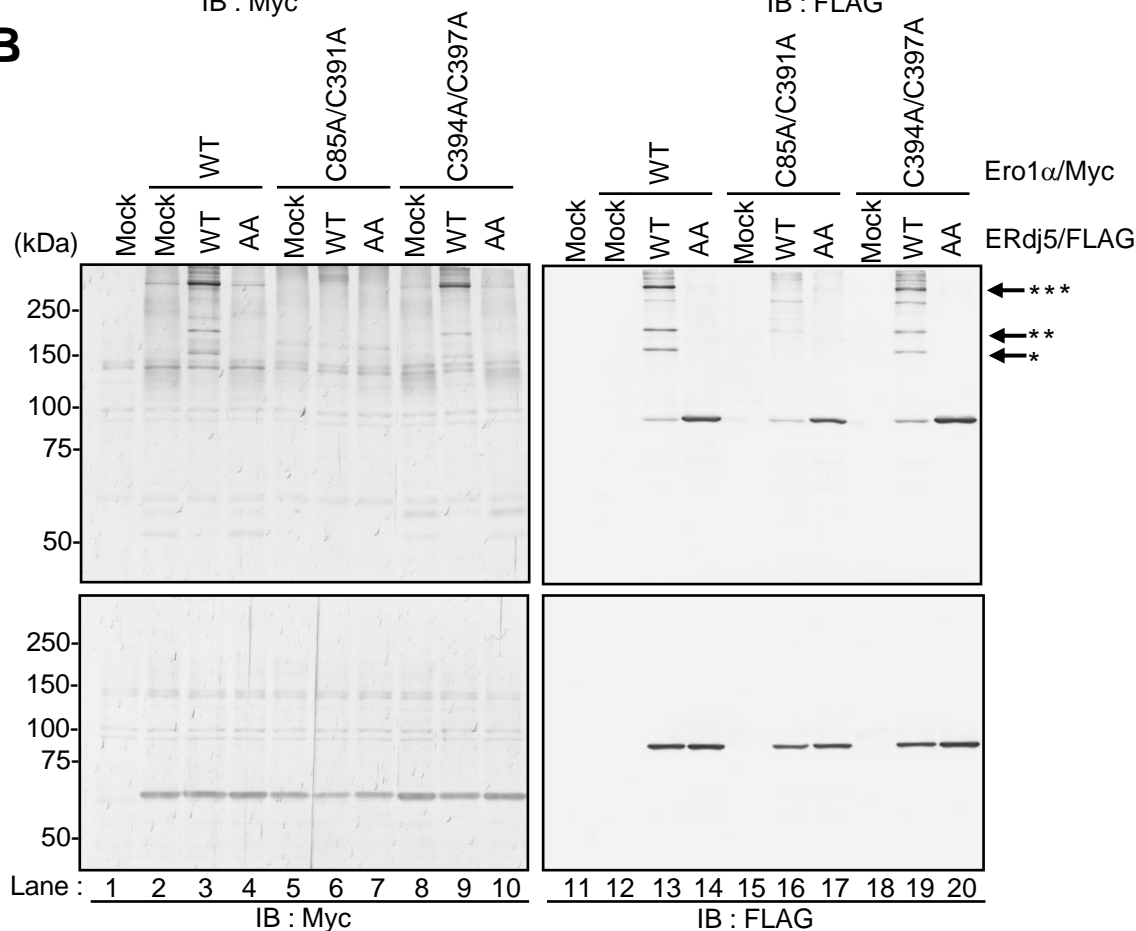 IB : Myc IB : FLAG
B
WT C85A/C391A C394A/C397A WT C85A/C391A C394A/C397A Ero1α/Myc
Mock Mock WT AA Mock WT AA Mock WT AA Mock Mock WT AA Mock WT AA Mock WT AA ERdj5/FLAG
(kDa)
250-
***
150-
**
*
100-
75-
50-
250-
150-
100-
75-
50-
Lane : 1 2 3 4 5 6 7 8 9 10 11 12 13 14 15 16 17 18 19 20
IB : Myc IB : FLAG